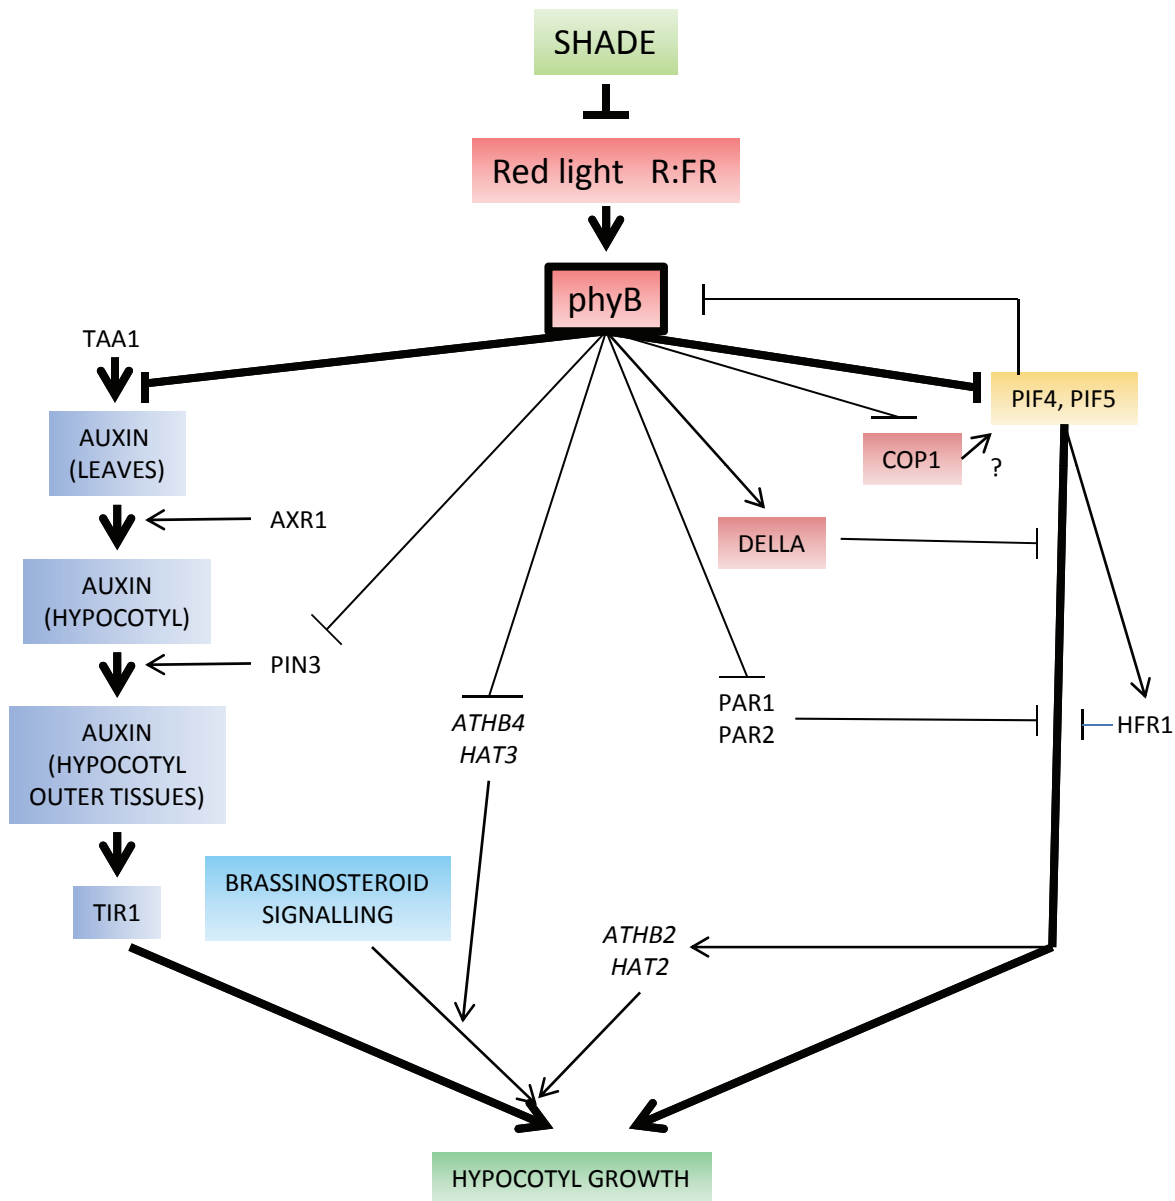 SHADE
Red light R:FR
phyB
TAA1
PIF4, PIF5
AUXIN
(LEAVES)
COP1
?
AXR1
DELLA
AUXIN
(HYPOCOTYL)
PIN3
PAR1
PAR2
ATHB4
HAT3
HFR1
AUXIN
(HYPOCOTYL
OUTER TISSUES)
BRASSINOSTEROID
SIGNALLING
TIR1
ATHB2
HAT2
HYPOCOTYL GROWTH